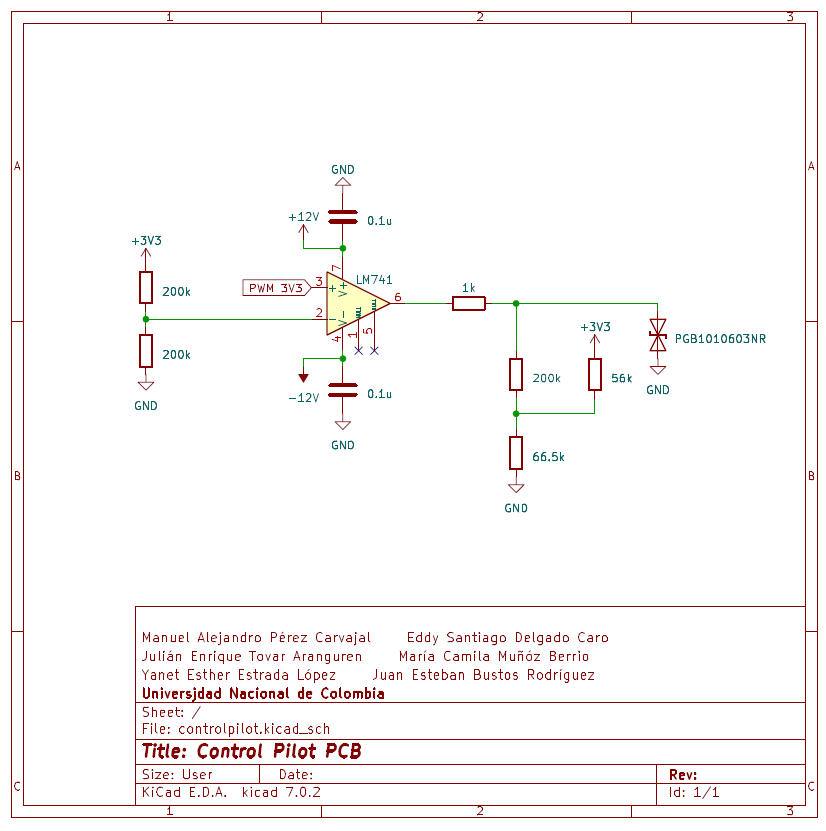 1 2 3
A A
GND
+12V
0.1u
+3V3
7
LM741
200k
PWM 3V3
3
+
V+
6
1k
2
-
V-
4
1
5
+3V3
PGB1010603NR
200k
200k
56k
GND
-12V
0.1u
GND
GND
66.5k
B B
GND
Manuel Alejandro Pérez Carvajal Eddy Santiago Delgado Caro
Julián Enrique Tovar Aranguren María Camila Muñóz Berrio
Yanet Esther Estrada López Juan Esteban Bustos Rodríguez
Universjdad Nacional de Colombia
Sheet: /
File: controlpilot.kicad_sch
Title: Control Pilot PCB
Size: User Date: Rev:
KiCad E.D.A. kicad 7.0.2 Id: 1/1
C C
1 2 3